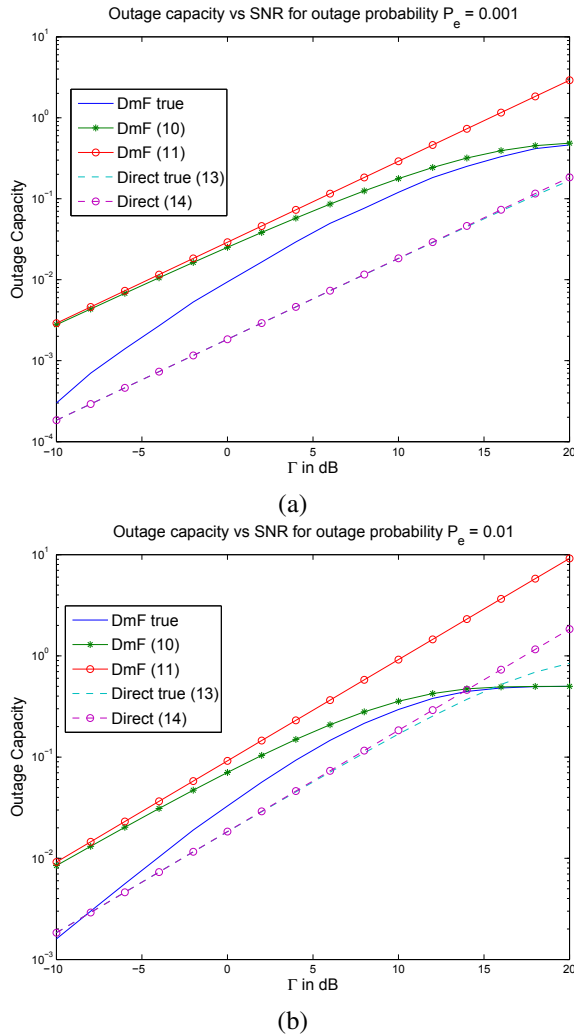 Outage capacity vs SNR for outage probability P_e = 0.001
10^1
10^0
10^-1
10^-2
10^-3
10^-4
Outage Capacity
DmF true
DmF (10)
DmF (11)
Direct true (13)
Direct (14)
-10 -5 0 5 10 15 20
Γ in dB
(a)
Outage capacity vs SNR for outage probability P_e = 0.01
10^1
10^0
10^-1
10^-2
10^-3
Outage Capacity
DmF true
DmF (10)
DmF (11)
Direct true (13)
Direct (14)
-10 -5 0 5 10 15 20
Γ in dB
(b)